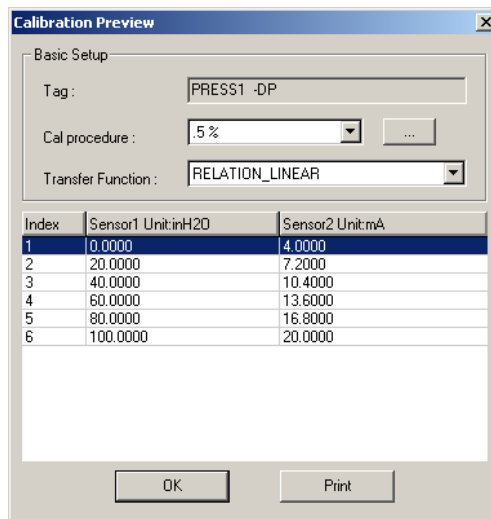 Calibration Preview
Basic Setup
Tag : PRESS1 -DP
Cal procedure : .5 % ...
Transfer Function : RELATION_LINEAR
Index Sensor1 Unit:inH2O Sensor2 Unit:mA
1 0.0000 4.0000
2 20.0000 7.2000
3 40.0000 10.4000
4 60.0000 13.6000
5 80.0000 16.8000
6 100.0000 20.0000
OK Print